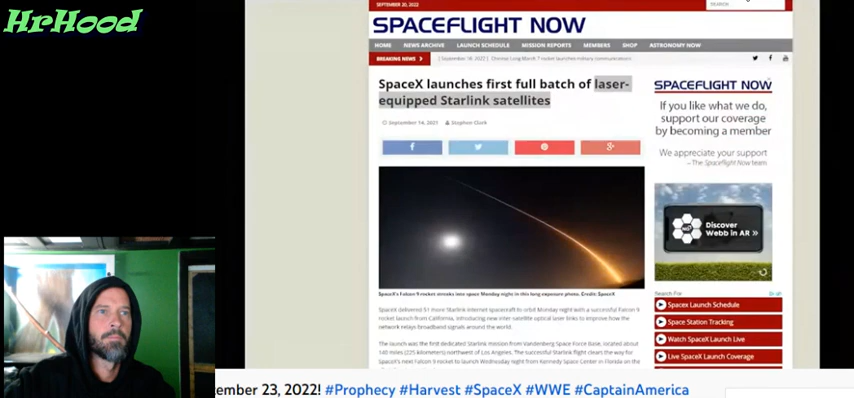 HrHood
SEPTEMBER 20, 2022
SEARCH
SPACEFLIGHT NOW
HOME NEWS ARCHIVE LAUNCH SCHEDULE MISSION REPORTS MEMBERS SHOP ASTRONOMY NOW
BREAKING NEWS
SpaceX launches first full batch of laser-
equipped Starlink satellites
September 14, 2021 Stephen Clark
SpaceX's Falcon 9 rocket streaks into space Monday night in this long exposure photo. Credit: SpaceX
SpaceX delivered 51 more Starlink internet spacecraft to orbit Monday night with a successful Falcon 9
rocket launch from California, introducing new inter-satellite optical laser links to improve how the
network relays broadband signals around the world.
The launch was the first dedicated Starlink mission from Vandenberg Space Force Base, located about
140 miles (225 kilometers) northwest of Los Angeles. The successful Starlink flight clears the way for
SpaceX's next Falcon 9 rocket to launch Wednesday night from Kennedy Space Center in Florida on the
SPACEFLIGHT NOW
If you like what we do,
support our coverage
by becoming a member
We appreciate your support
– The Spaceflight Now team
Discover
Webb in AR »
Search For
Spacex Launch Schedule
Space Station Tracking
Watch SpaceX Launch Live
Live SpaceX Launch Coverage
ember 23, 2022! #Prophecy #Harvest #SpaceX #WWE #CaptainAmerica